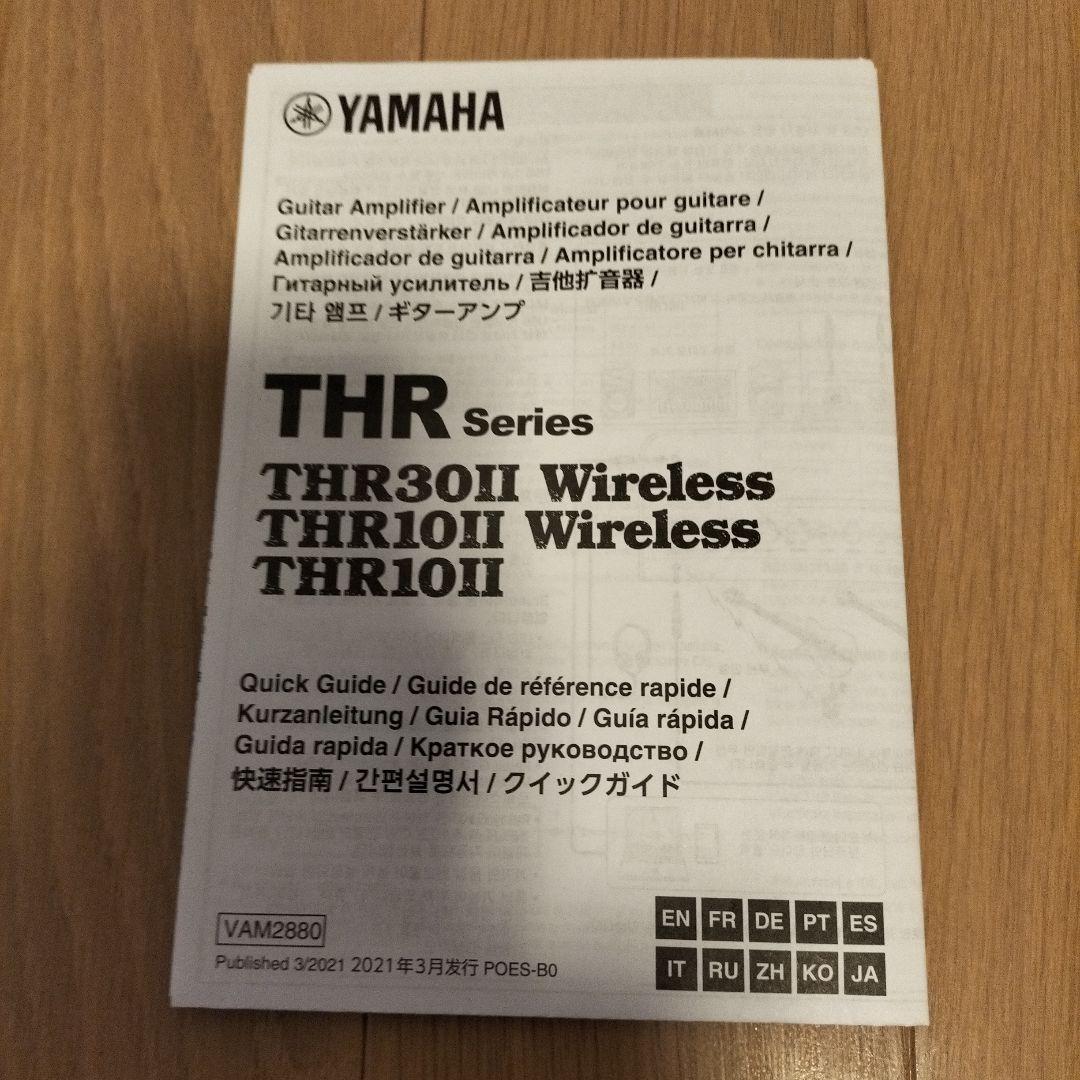 YAMAHA
Guitar Amplifier / Amplificateur pour guitare /
Gitarrenverstärker / Amplificador de guitarra /
Amplificador de guitarra / Amplificatore per chitarra /
Гитарный усилитель / 吉他扩音器 /
기타 앰프 / ギターアンプ
THR Series
THR30II Wireless
THR10II Wireless
THR10II
Quick Guide / Guide de référence rapide /
Kurzanleitung / Guia Rápido / Guía rápida /
Guida rapida / Краткое руководство /
快速指南 / 간편설명서 / クイックガイド
VAM2880
Published 3/2021 2021年3月发行 POES-B0
EN FR DE PT ES
IT RU ZH KO JA